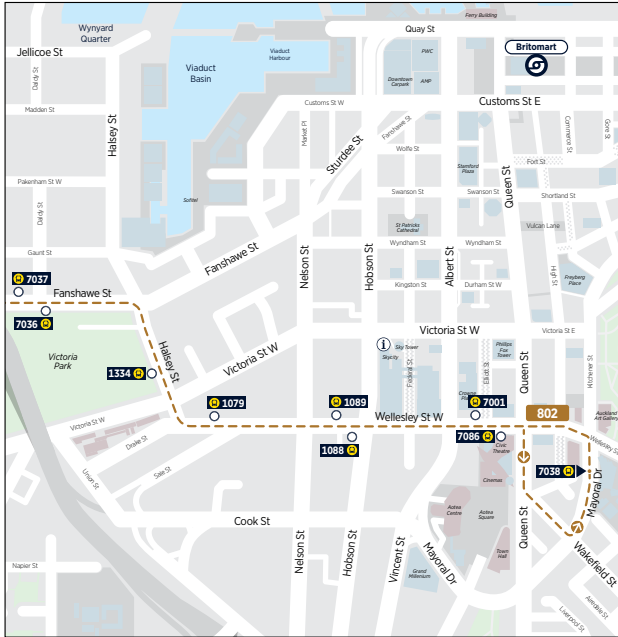 Ferry Building
Wynyard
Quarter
Quay St
Jellicoe St
Viaduct
Harbour
Britomart
PWC
Viaduct
Basin
Daldy St
Downtown
Carpark
AMP
Customs St W
Customs St E
Madden St
Halsey St
Market Pl
Sturdee St
Fanshawe St
Commerce St
Gore St
Wolfe St
Queen St
Fort St
Stamford
Plaza
Pakenham St W
Swanson St
Swanson St
Shortland St
Daldy St
Sofitel
St Patricks
Cathedral
Vulcan Lane
Fanshawe St
Nelson St
Hobson St
Wyndham St
Albert St
Wyndham St
High St
Gaunt St
Freyberg
Place
7037
Kingston St
Durham St W
Fanshawe St
7036
Victoria St W
Victoria St E
Halsey St
Victoria
Park
Victoria St W
i
Sky Tower
Skycity
Phillips
Fox
Tower
Federal St
Elliott St
Queen St
Kitchener St
1334
1079
1089
Wellesley St W
7001
802
Auckland
Art Gallery
Victoria St W
Drake St
1088
7086
Civic
Theatre
Wellesley St
Union St
Sale St
Cinemas
7038
Mayoral Dr
Cook St
Aotea
Centre
Aotea
Square
Queen St
Nelson St
Hobson St
Vincent St
Mayoral Dr
Town
Hall
Wakefield St
Napier St
Grand
Millenium
Airedale St
Liverpool St